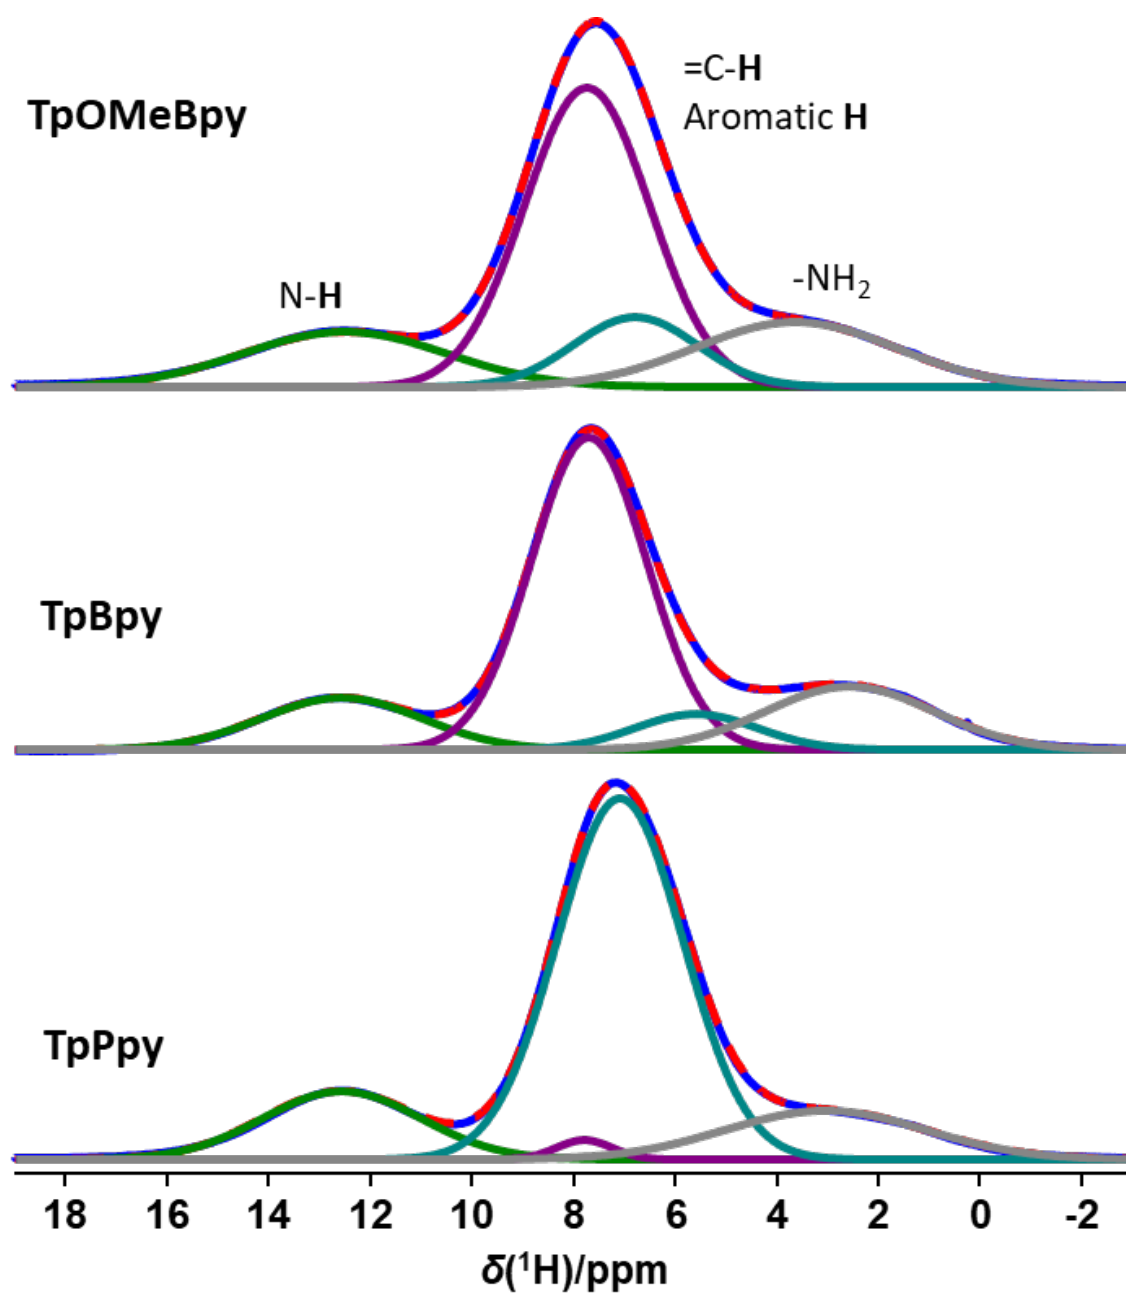 =C-H
TpOMeBpy
Aromatic H
N-H
-NH₂
TpBpy
TpPpy
18 16 14 12 10 8 6 4 2 0 -2
δ(¹H)/ppm